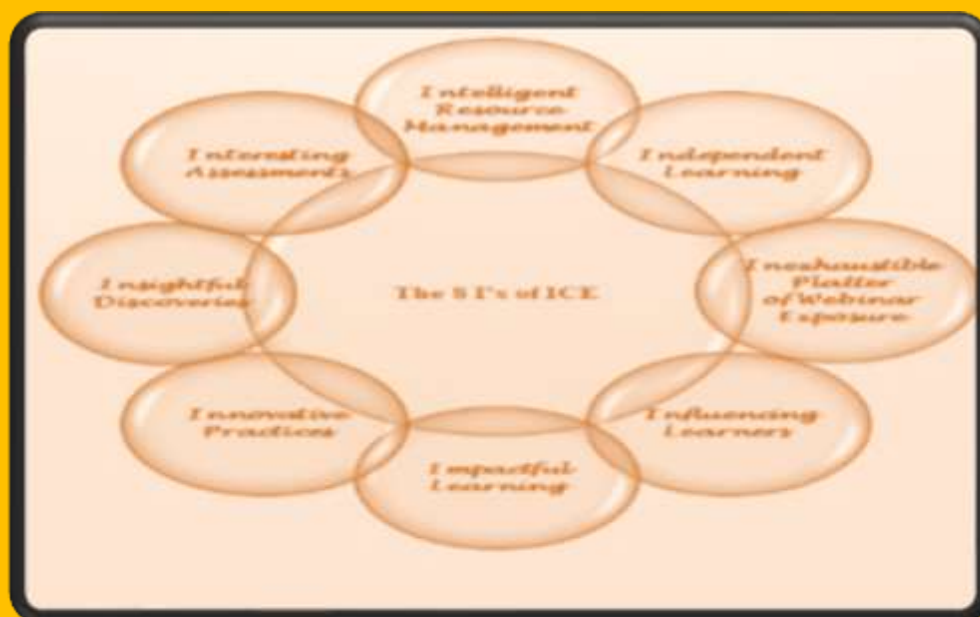 Intelligent
Resource
Management
Independent
Learning
Inexhaustible
Platter
of Webinar
Exposure
Influencing
Learners
Impactful
Learning
Innovative
Practices
Insightful
Discoveries
Interesting
Assessments
The 8 I's of ICE